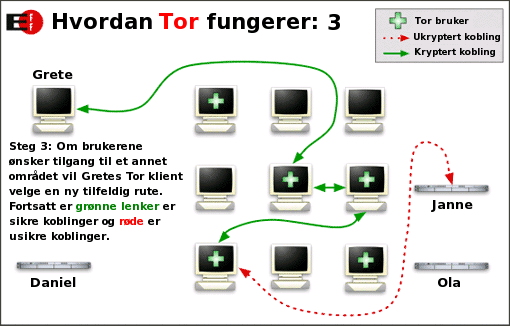 Eff Hvordan Tor fungerer: 3
Tor bruker
Ukryptert kobling
Kryptert kobling
Grete
Steg 3: Om brukerene
ønsker tilgang til et annet
området vil Gretes Tor klient
velge en ny tilfeldig rute.
Fortsatt er grønne lenker er
sikre koblinger og røde er
usikre koblinger.
Janne
Daniel
Ola